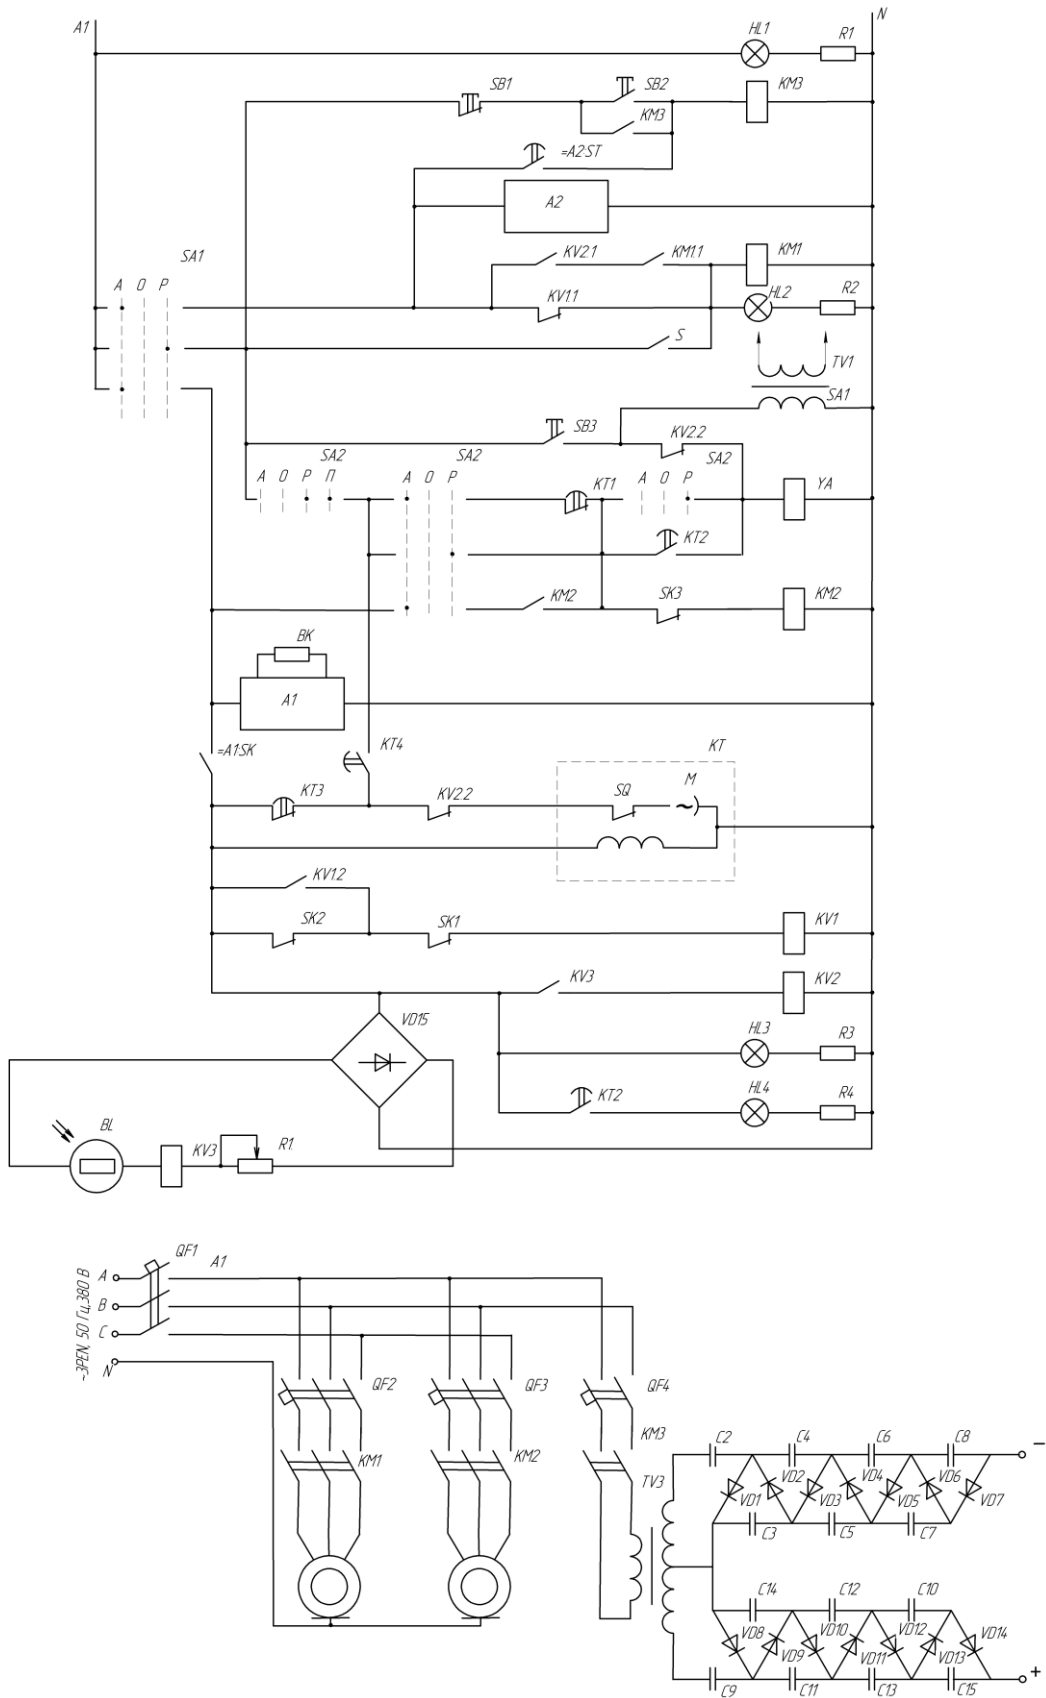 A1
N
HL1
R1
SB1
SB2
KM3
KM3
=A2:ST
A2
SA1
KV2.1
KM1.1
KM1
А О Р
HL2
R2
KV1.1
S
TV1
SA1
SB3
KV2.2
SA2
SA2
SA2
А О Р П
А О Р
KT1
А О Р
YA
KT2
KM2
SK3
KM2
BK
A1
=A1:SK
KT4
KT
KT3
KV2.2
SQ
M
~
KV1.2
SK2
SK1
KV1
KV3
KV2
VD15
HL3
R3
KT2
HL4
R4
BL
KV3
R1.
~3PEN, 50 Гц,380 В
QF1
A1
A
B
C
N
QF2
QF3
QF4
KM1
KM2
KM3
TV3
C2
C4
C6
C8
−
VD1
VD2
VD3
VD4
VD5
VD6
VD7
C3
C5
C7
C14
C12
C10
VD8
VD9
VD10
VD11
VD12
VD13
VD14
C9
C11
C13
C15
+